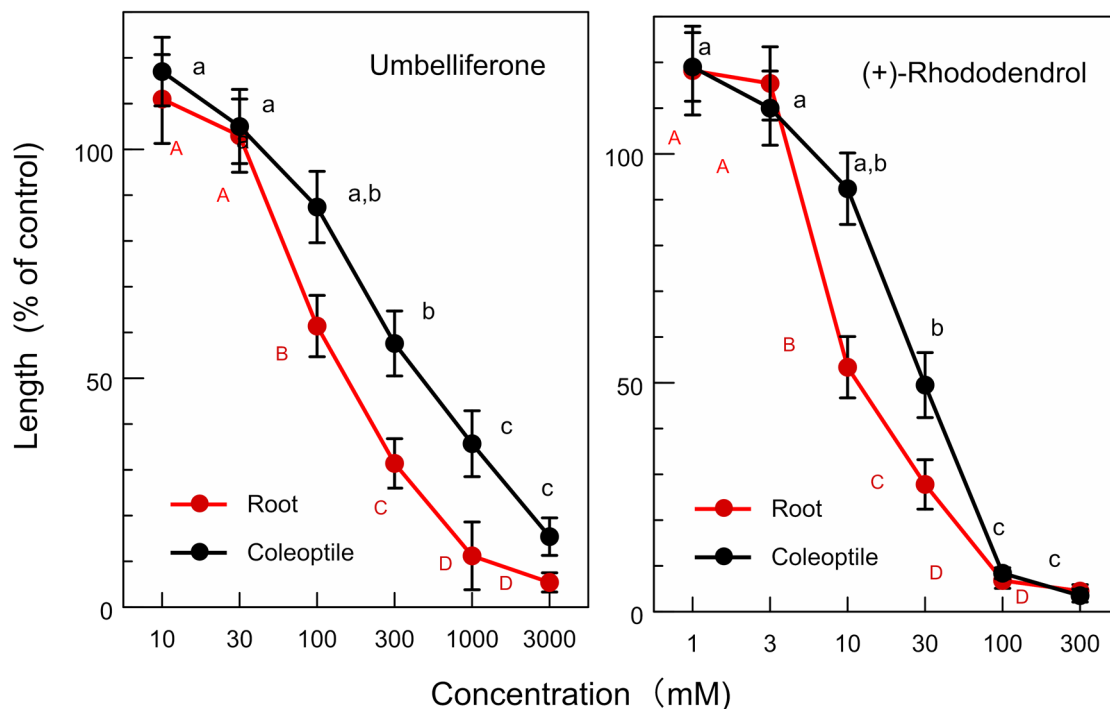 Length (% of control)
Umbelliferone
100
50
0
a
a
a,b
b
c
c
A
A
B
C
D
D
Root
Coleoptile
10
30
100
300
1000
3000
(+)-Rhododendrol
100
50
0
a
a
a,b
b
c
c
A
A
B
C
D
D
Root
Coleoptile
1
3
10
30
100
300
Concentration (mM)